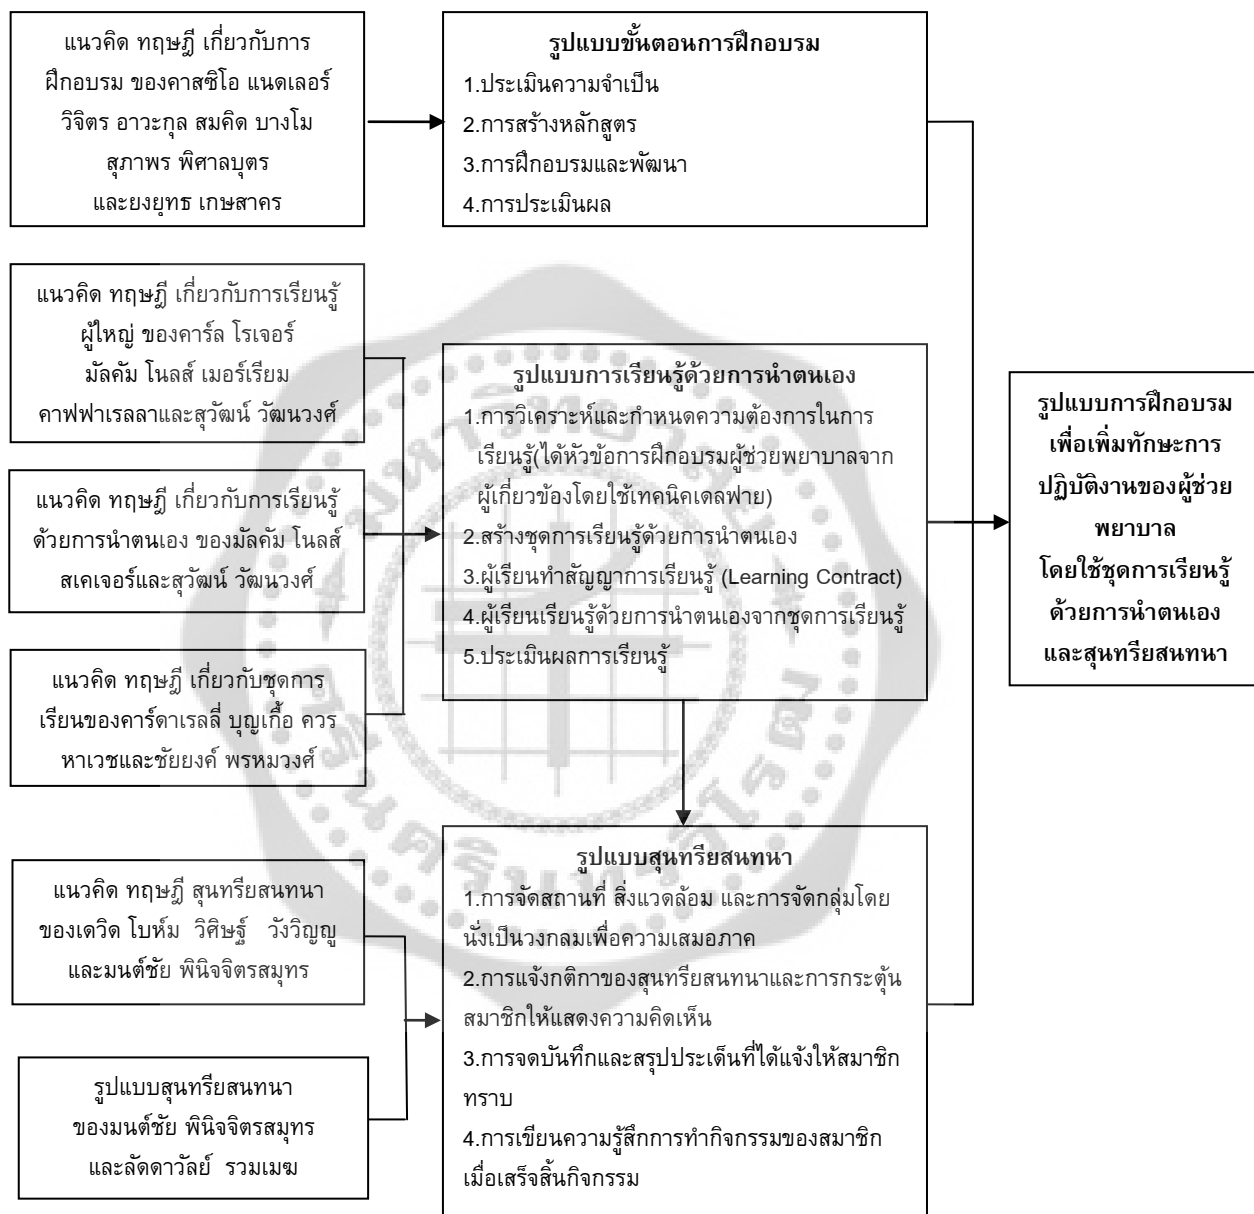 แนวคิด ทฤษฎี เกี่ยวกับการ
ฝึกอบรม ของคาสซิโอ แนดเลอร์
วิจิตร อาวะกุล สมคิด บางโม
สุภาพร พิศาลบุตร
และยงยุทธ เกษสาคร
รูปแบบขั้นตอนการฝึกอบรม
1.ประเมินความจำเป็น
2.การสร้างหลักสูตร
3.การฝึกอบรมและพัฒนา
4.การประเมินผล
แนวคิด ทฤษฎี เกี่ยวกับการเรียนรู้
ผู้ใหญ่ ของคาร์ล โรเจอร์
มัลคัม โนลส์ เมอร์เรียม
คาฟฟาเรลลาและสุวัฒน์ วัฒนวงศ์
แนวคิด ทฤษฎี เกี่ยวกับการเรียนรู้
ด้วยการนำตนเอง ของมัลคัม โนลส์
สเคเจอร์และสุวัฒน์ วัฒนวงศ์
แนวคิด ทฤษฎี เกี่ยวกับชุดการ
เรียนของคาร์ดาเรลลี่ บุญเกื้อ ควร
หาเวชและชัยยงค์ พรหมวงศ์
รูปแบบการเรียนรู้ด้วยการนำตนเอง
1.การวิเคราะห์และกำหนดความต้องการในการ
เรียนรู้(ได้หัวข้อการฝึกอบรมผู้ช่วยพยาบาลจาก
ผู้เกี่ยวข้องโดยใช้เทคนิคเดลฟาย)
2.สร้างชุดการเรียนรู้ด้วยการนำตนเอง
3.ผู้เรียนทำสัญญาการเรียนรู้ (Learning Contract)
4.ผู้เรียนเรียนรู้ด้วยการนำตนเองจากชุดการเรียนรู้
5.ประเมินผลการเรียนรู้
แนวคิด ทฤษฎี สุนทรียสนทนา
ของเดวิด โบห์ม วิศิษฐ์ วังวิญญู
และมนต์ชัย พินิจจิตรสมุทร
รูปแบบสุนทรียสนทนา
ของมนต์ชัย พินิจจิตรสมุทร
และลัดดาวัลย์ รวมเมฆ
รูปแบบสุนทรียสนทนา
1.การจัดสถานที่ สิ่งแวดล้อม และการจัดกลุ่มโดย
นั่งเป็นวงกลมเพื่อความเสมอภาค
2.การแจ้งกติกาของสุนทรียสนทนาและการกระตุ้น
สมาชิกให้แสดงความคิดเห็น
3.การจดบันทึกและสรุปประเด็นที่ได้แจ้งให้สมาชิก
ทราบ
4.การเขียนความรู้สึกการทำกิจกรรมของสมาชิก
เมื่อเสร็จสิ้นกิจกรรม
รูปแบบการฝึกอบรม
เพื่อเพิ่มทักษะการ
ปฏิบัติงานของผู้ช่วย
พยาบาล
โดยใช้ชุดการเรียนรู้
ด้วยการนำตนเอง
และสุนทรียสนทนา
มหาวิทยาลัย
ศรีนครินทรวิโรฒ